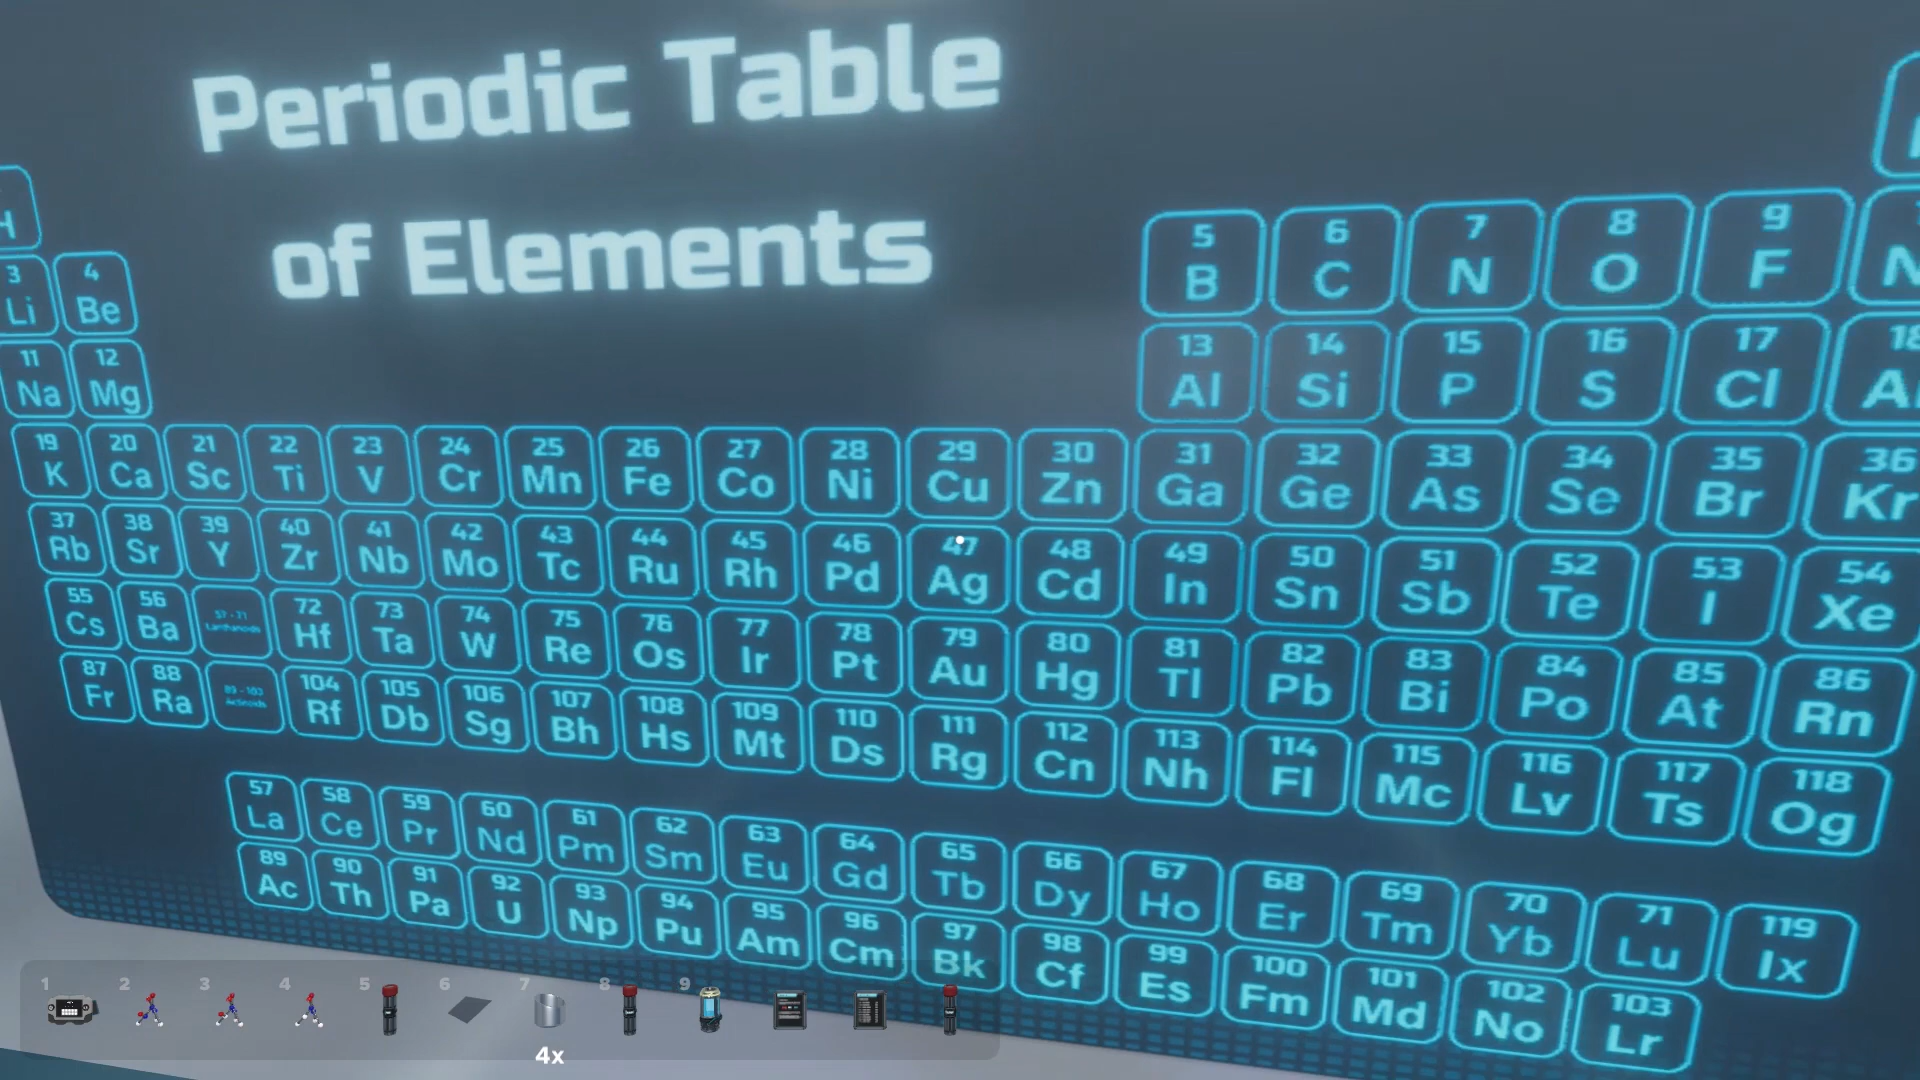 Periodic Table
of Elements
H
5 B 6 C 7 N 8 O 9 F
3 Li 4 Be
13 Al 14 Si 15 P 16 S 17 Cl 18
11 Na 12 Mg
19 K 20 Ca 21 Sc 22 Ti 23 V 24 Cr 25 Mn 26 Fe 27 Co 28 Ni 29 Cu 30 Zn 31 Ga 32 Ge 33 As 34 Se 35 Br 36 Kr
37 Rb 38 Sr 39 Y 40 Zr 41 Nb 42 Mo 43 Tc 44 Ru 45 Rh 46 Pd 47 Ag 48 Cd 49 In 50 Sn 51 Sb 52 Te 53 I 54 Xe
55 Cs 56 Ba 57 - 71 Lanthanoids 72 Hf 73 Ta 74 W 75 Re 76 Os 77 Ir 78 Pt 79 Au 80 Hg 81 Tl 82 Pb 83 Bi 84 Po 85 At 86 Rn
87 Fr 88 Ra 89 - 103 Actinoids 104 Rf 105 Db 106 Sg 107 Bh 108 Hs 109 Mt 110 Ds 111 Rg 112 Cn 113 Nh 114 Fl 115 Mc 116 Lv 117 Ts 118 Og
57 La 58 Ce 59 Pr 60 Nd 61 Pm 62 Sm 63 Eu 64 Gd 65 Tb 66 Dy 67 Ho 68 Er 69 Tm 70 Yb 71 Lu 119 Ix
89 Ac 90 Th 91 Pa 92 U 93 Np 94 Pu 95 Am 96 Cm 97 Bk 98 Cf 99 Es 100 Fm 101 Md 102 No 103 Lr
1 2 3 4 5 6 7 8 9
4x